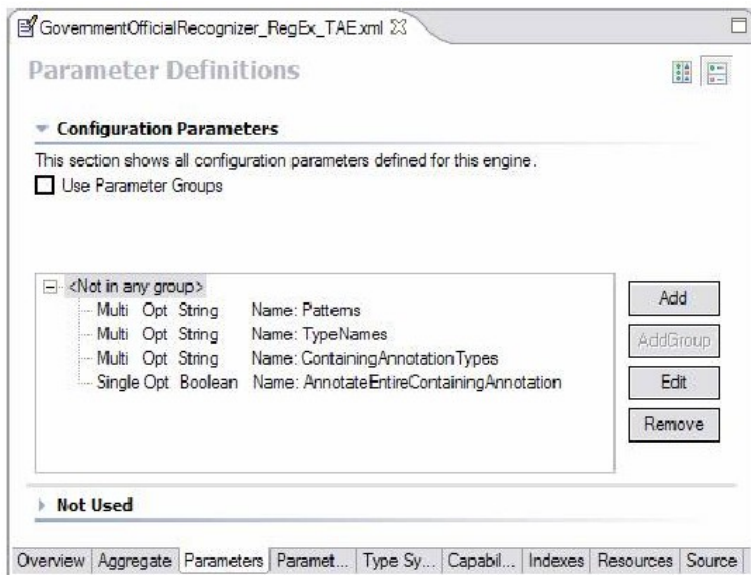 GovernmentOfficialRecognizer_RegEx_TAE.xml
Parameter Definitions
Configuration Parameters
This section shows all configuration parameters defined for this engine.
Use Parameter Groups
<Not in any group>
Multi Opt String Name: Patterns
Multi Opt String Name: TypeNames
Multi Opt String Name: ContainingAnnotationTypes
Single Opt Boolean Name: AnnotateEntireContainingAnnotation
Add
AddGroup
Edit
Remove
Not Used
Overview Aggregate Parameters Paramet... Type Sy... Capabil... Indexes Resources Source